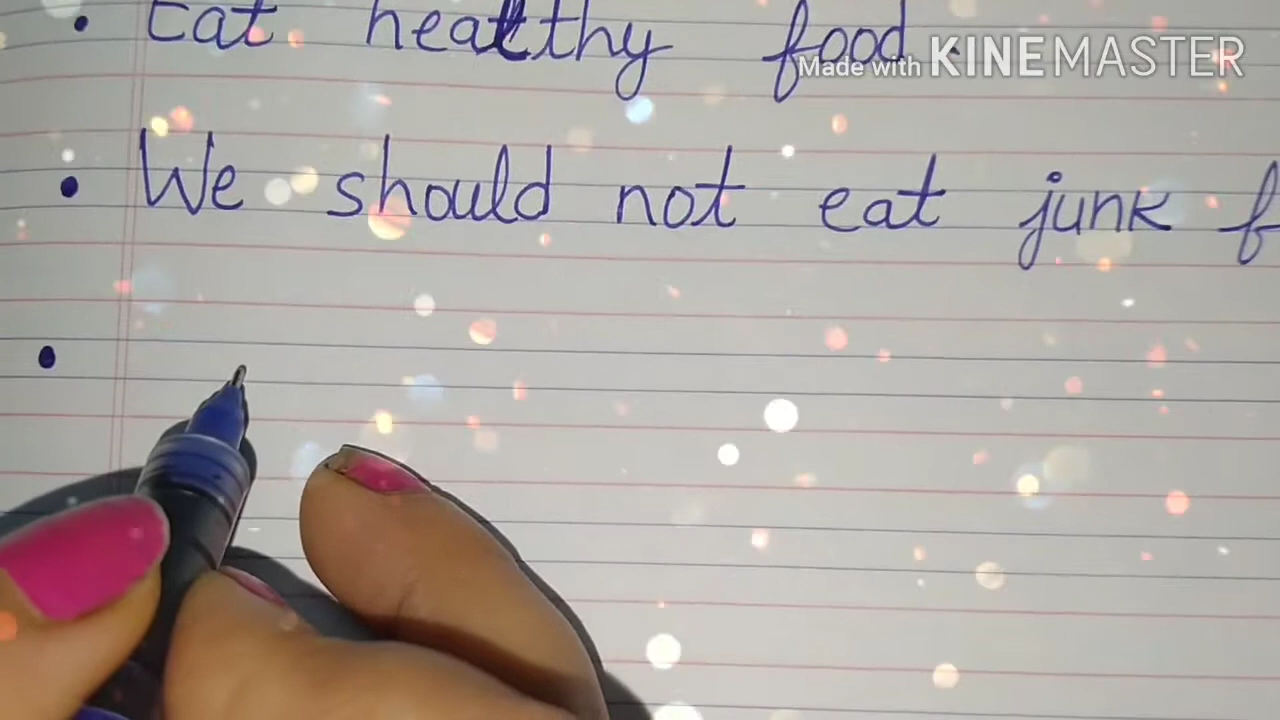 • Eat healthy food.
Made with KINEMASTER
• We should not eat junk f
•